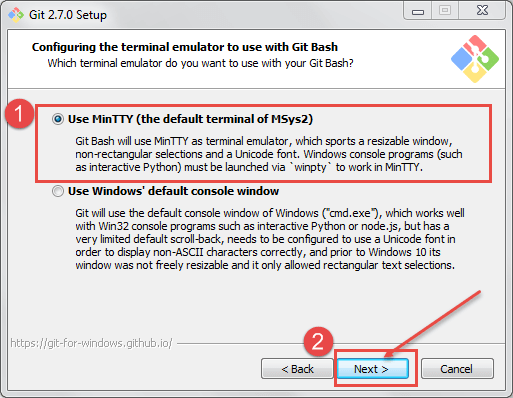 Git 2.7.0 Setup
Configuring the terminal emulator to use with Git Bash
Which terminal emulator do you want to use with your Git Bash?
1
Use MinTTY (the default terminal of MSys2)
Git Bash will use MinTTY as terminal emulator, which sports a resizable window,
non-rectangular selections and a Unicode font. Windows console programs (such
as interactive Python) must be launched via `winpty` to work in MinTTY.
Use Windows' default console window
Git will use the default console window of Windows ("cmd.exe"), which works well
with Win32 console programs such as interactive Python or node.js, but has a
very limited default scroll-back, needs to be configured to use a Unicode font in
order to display non-ASCII characters correctly, and prior to Windows 10 its
window was not freely resizable and it only allowed rectangular text selections.
2
https://git-for-windows.github.io/
< Back
Next >
Cancel